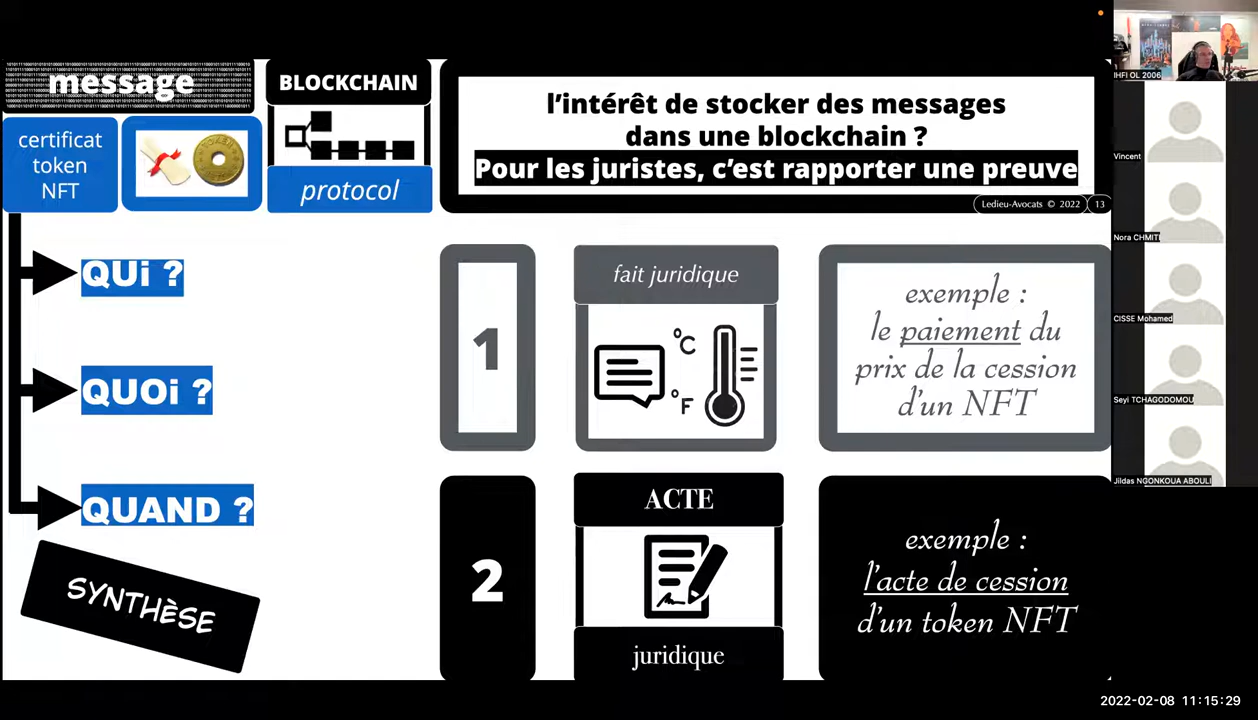 message
BLOCKCHAIN
certificat
token
NFT
protocol
l’intérêt de stocker des messages
dans une blockchain ?
Pour les juristes, c’est rapporter une preuve
Ledieu-Avocats © 2022
13
QUi ?
QUOi ?
QUAND ?
SYNTHÈSE
1
fait juridique
°C
°F
exemple :
le paiement du
prix de la cession
d’un NFT
2
ACTE
juridique
exemple :
l’acte de cession
d’un token NFT
IHFI OL 2006
Vincent
Nora CHMITI
CISSE Mohamed
Seyi TCHAGODOMOU
Jildas NGONKOUA ABOULI
2022-02-08 11:15:29